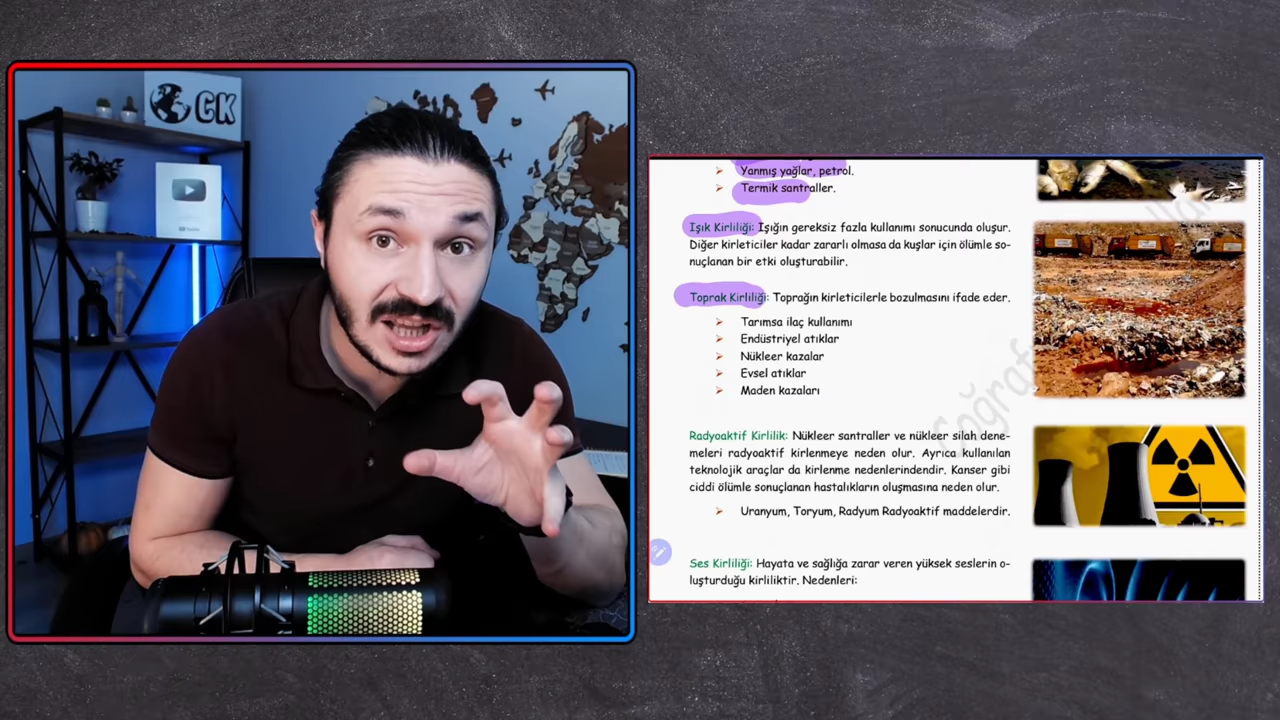 CK
Yanmış yağlar, petrol.
Termik santraller.
Işık Kirliliği: Işığın gereksiz fazla kullanımı sonucunda oluşur.
Diğer kirleticiler kadar zararlı olmasa da kuşlar için ölümle so-
nuçlanan bir etki oluşturabilir.
Toprak Kirliliği: Toprağın kirleticilerle bozulmasını ifade eder.
Tarımsa ilaç kullanımı
Endüstriyel atıklar
Nükleer kazalar
Evsel atıklar
Maden kazaları
Radyoaktif Kirlilik: Nükleer santraller ve nükleer silah dene-
meleri radyoaktif kirlenmeye neden olur. Ayrıca kullanılan
teknolojik araçlar da kirlenme nedenlerindendir. Kanser gibi
ciddi ölümle sonuçlanan hastalıkların oluşmasına neden olur.
Uranyum, Toryum, Radyum Radyoaktif maddelerdir.
Ses Kirliliği: Hayata ve sağlığa zarar veren yüksek seslerin o-
luşturduğu kirliliktir. Nedenleri: